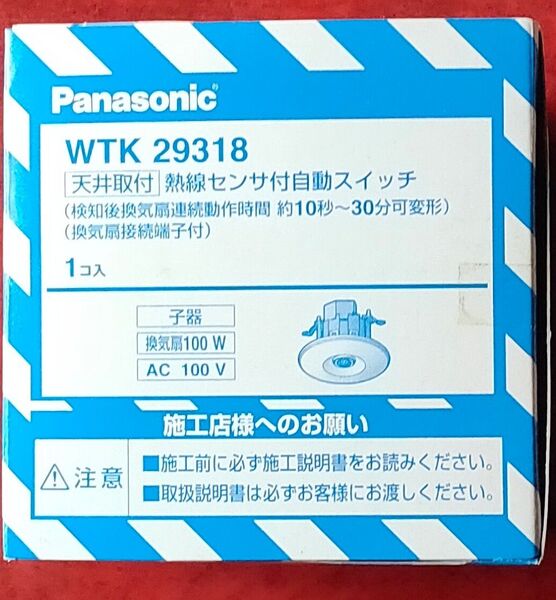 Panasonic®
WTK 29318
天井取付 熱線センサ付自動スイッチ
(検知後換気扇連続動作時間 約10秒～30分可変形)
(換気扇接続端子付)
1コ入
子器
換気扇100 W
AC 100 V
施工店様へのお願い
⚠注意
■施工前に必ず施工説明書をお読みください。
■取扱説明書は必ずお客様にお渡しください。